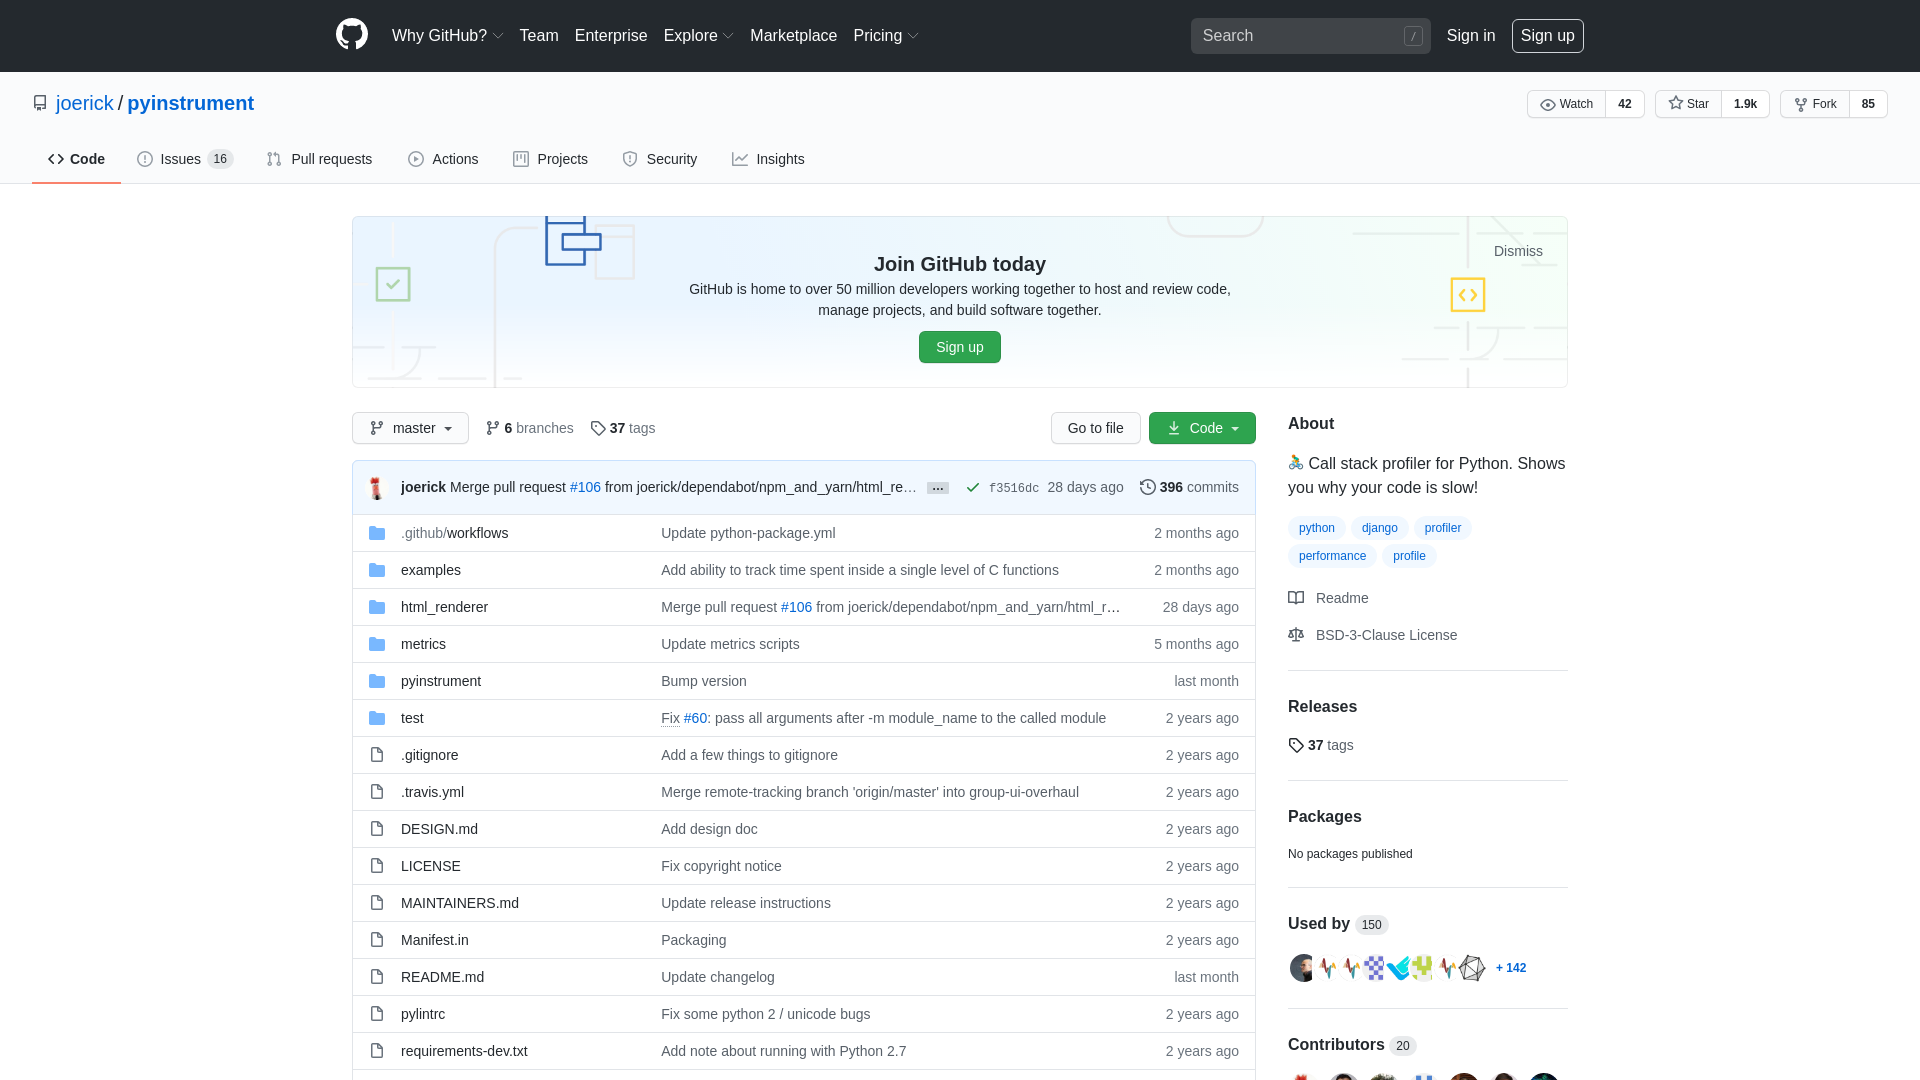 Why GitHub? Team Enterprise Explore Marketplace Pricing Search / Sign in Sign up
joerick / pyinstrument Watch 42 Star 1.9k Fork 85
Code Issues 16 Pull requests Actions Projects Security Insights
Dismiss
Join GitHub today
GitHub is home to over 50 million developers working together to host and review code,
manage projects, and build software together.
Sign up
master 6 branches 37 tags Go to file Code
joerick Merge pull request #106 from joerick/dependabot/npm_and_yarn/html_re… … f3516dc 28 days ago 396 commits
.github/workflows Update python-package.yml 2 months ago
examples Add ability to track time spent inside a single level of C functions 2 months ago
html_renderer Merge pull request #106 from joerick/dependabot/npm_and_yarn/html_r… 28 days ago
metrics Update metrics scripts 5 months ago
pyinstrument Bump version last month
test Fix #60: pass all arguments after -m module_name to the called module 2 years ago
.gitignore Add a few things to gitignore 2 years ago
.travis.yml Merge remote-tracking branch 'origin/master' into group-ui-overhaul 2 years ago
DESIGN.md Add design doc 2 years ago
LICENSE Fix copyright notice 2 years ago
MAINTAINERS.md Update release instructions 2 years ago
Manifest.in Packaging 2 years ago
README.md Update changelog last month
pylintrc Fix some python 2 / unicode bugs 2 years ago
requirements-dev.txt Add note about running with Python 2.7 2 years ago
About
Call stack profiler for Python. Shows
you why your code is slow!
python django profiler
performance profile
Readme
BSD-3-Clause License
Releases
37 tags
Packages
No packages published
Used by 150
+ 142
Contributors 20